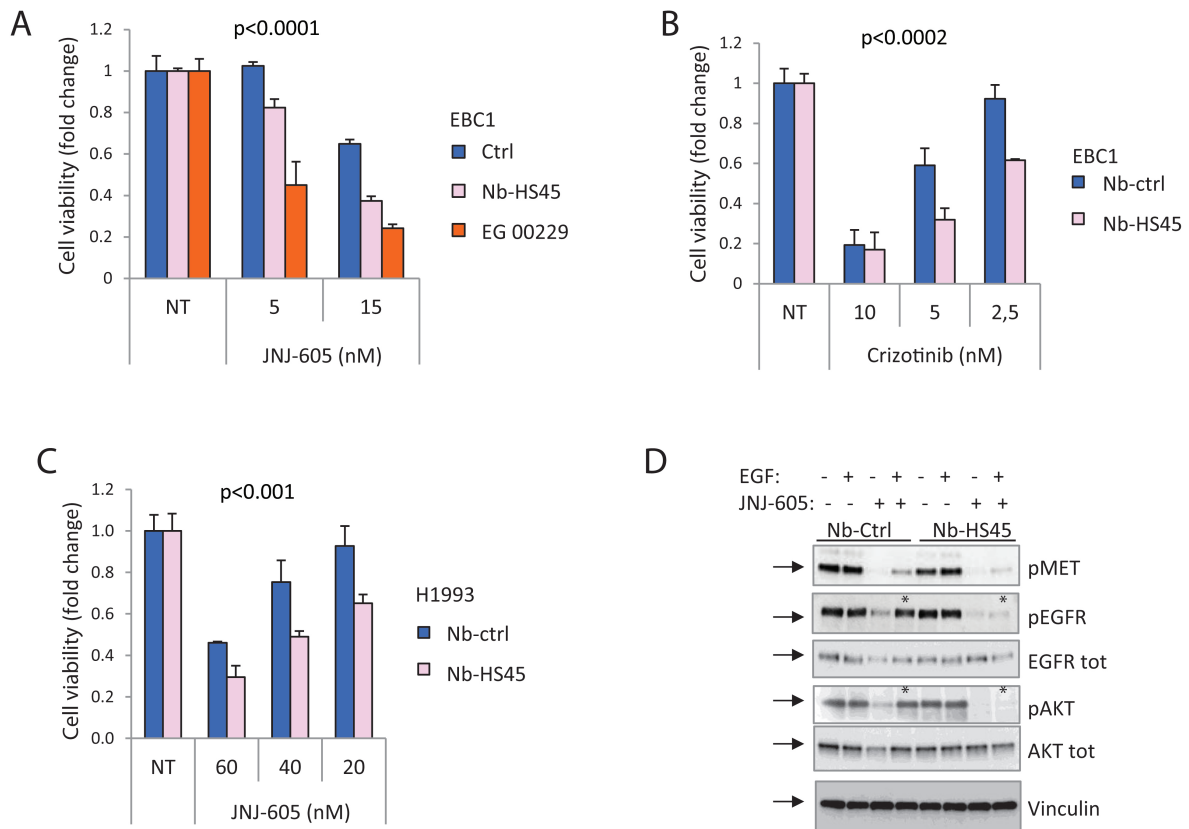 A
p<0.0001
Cell viability (fold change)
1.2
1
0.8
0.6
0.4
0.2
0
NT
5
15
JNJ-605 (nM)
EBC1
Ctrl
Nb-HS45
EG 00229
B
p<0.0002
Cell viability (fold change)
1.2
1
0.8
0.6
0.4
0.2
0
NT
10
5
2,5
Crizotinib (nM)
EBC1
Nb-ctrl
Nb-HS45
C
p<0.001
Cell viability (fold change)
1.2
1.0
0.8
0.6
0.4
0.2
0.0
NT
60
40
20
JNJ-605 (nM)
H1993
Nb-ctrl
Nb-HS45
D
EGF: - + - + - + - +
JNJ-605: - - + + - - + +
Nb-Ctrl Nb-HS45
pMET
* *
pEGFR
EGFR tot
* *
pAKT
AKT tot
Vinculin